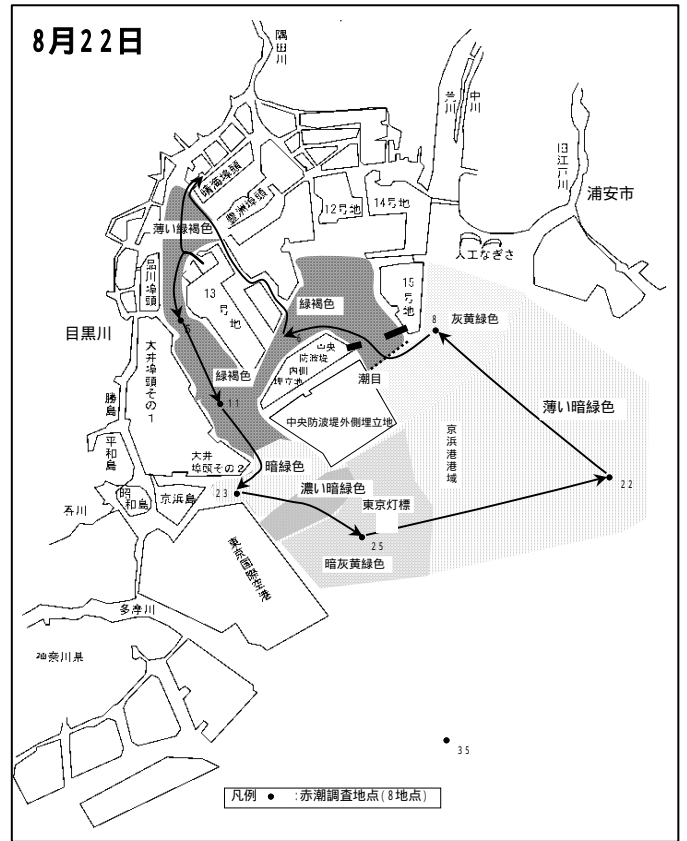 8月22日
隅田川
荒川
中川
旧江戸川
浦安市
晴海埠頭
豊洲埠頭
12号地
14号地
人工なぎさ
薄い緑褐色
品川埠頭
13号地
15号地
緑褐色
8
灰黄緑色
目黒川
大井埠頭その1
中央防波堤内側埋立地
潮目
緑褐色
11
中央防波堤外側埋立地
京浜港港域
薄い暗緑色
勝島
平和島
大井埠頭その2
暗緑色
昭和島
京浜島
23
濃い暗緑色
東京灯標
22
東京国際空港
25
暗灰黄緑色
多摩川
神奈川県
35
凡例 ● :赤潮調査地点(8地点)